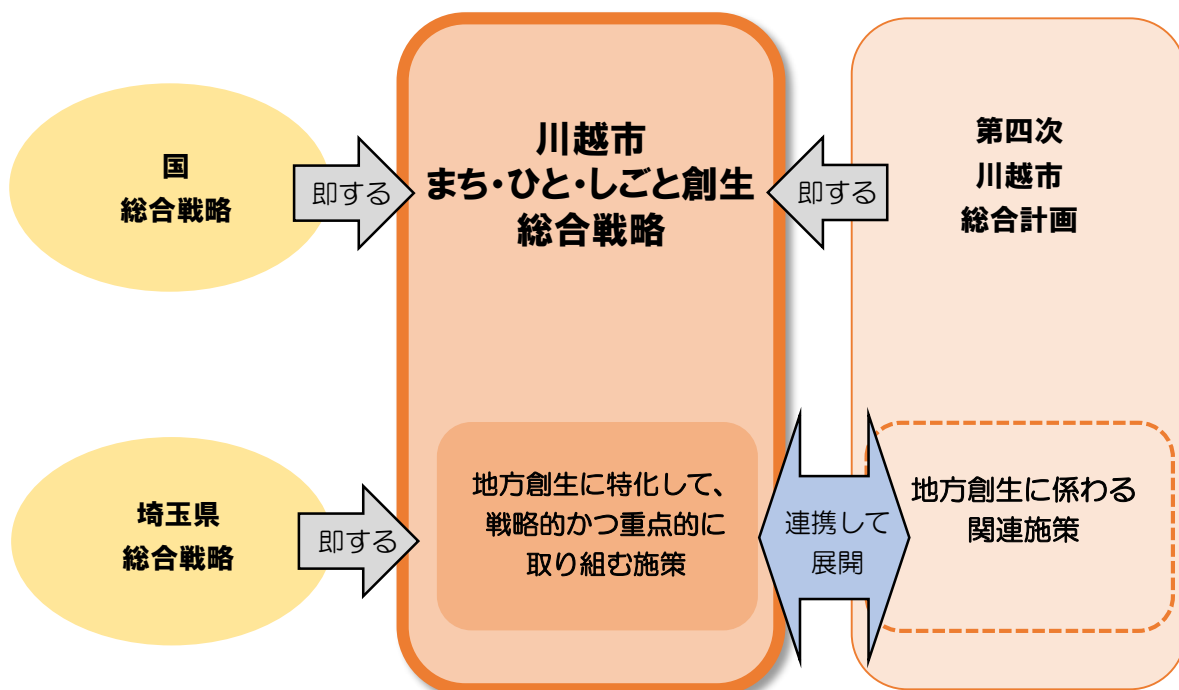 国
総合戦略
即する
川越市
まち・ひと・しごと創生
総合戦略
即する
第四次
川越市
総合計画
埼玉県
総合戦略
即する
地方創生に特化して、
戦略的かつ重点的に
取り組む施策
連携して
展開
地方創生に係わる
関連施策